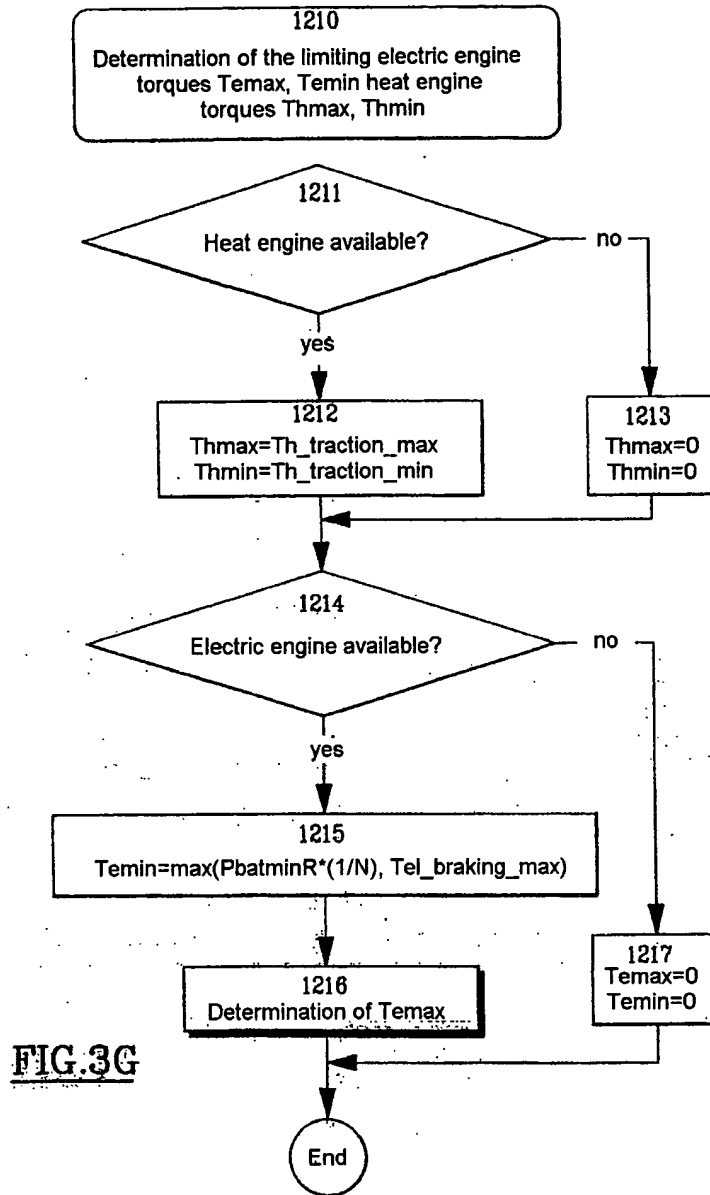 1210
Determination of the limiting electric engine
torques Temax, Temin heat engine
torques Thmax, Thmin
1211
Heat engine available?
no
yes
1212
Thmax=Th_traction_max
Thmin=Th_traction_min
1213
Thmax=0
Thmin=0
1214
Electric engine available?
no
yes
1215
Temin=max(PbatminR*(1/N), Tel_braking_max)
1216
Determination of Temax
1217
Temax=0
Temin=0
FIG.3G
End